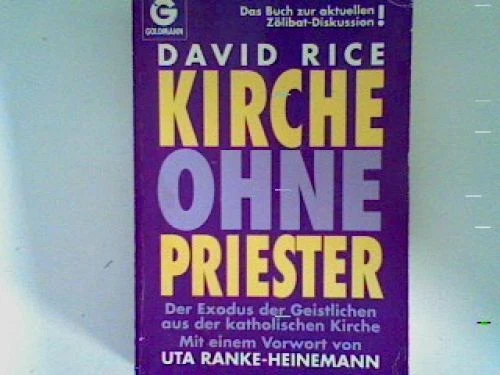 G
GOLDMANN
Das Buch zur aktuellen
Zölibat-Diskussion!
DAVID RICE
KIRCHE
OHNE
PRIESTER
Der Exodus der Geistlichen
aus der katholischen Kirche
Mit einem Vorwort von
UTA RANKE-HEINEMANN